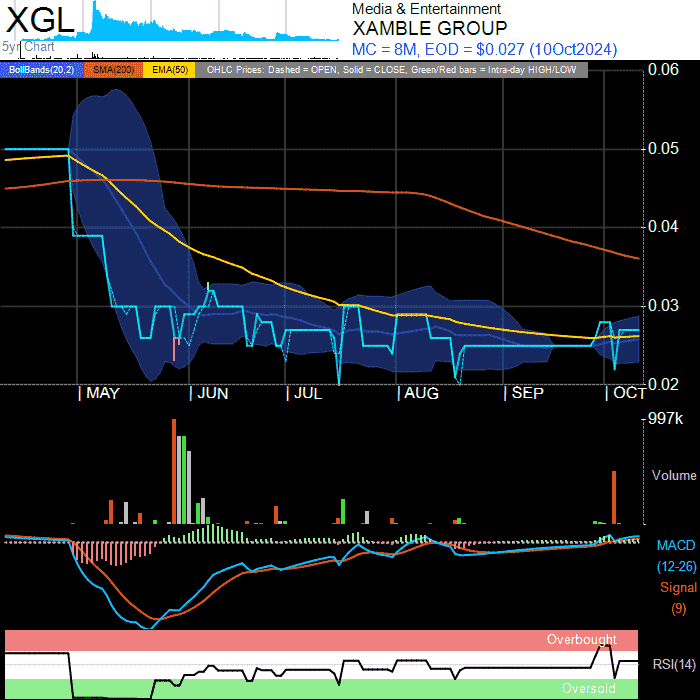 XGL
Media & Entertainment
XAMBLE GROUP
5yr Chart
MC = 8M, EOD = $0.027 (10Oct2024)
BollBands(20,2) SMA(200) EMA(50) OHLC Prices: Dashed = OPEN, Solid = CLOSE, Green/Red bars = Intra-day HIGH/LOW
0.06
0.05
0.04
0.03
0.02
| MAY | JUN | JUL | AUG | SEP | OCT
997k
Volume
MACD
(12-26)
Signal
(9)
Overbought
RSI(14)
Oversold